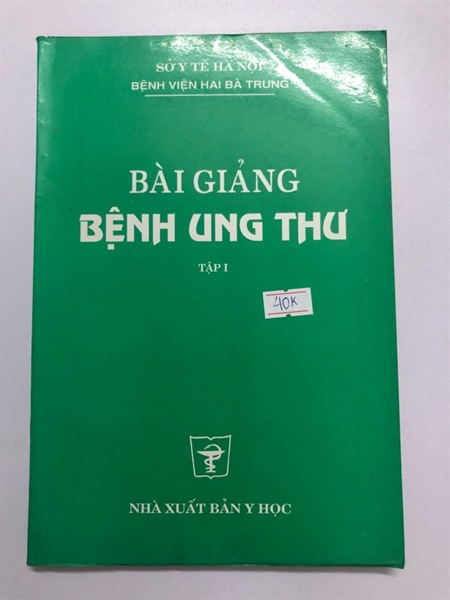 SỞ Y TẾ HÀ NỘI
BỆNH VIỆN HAI BÀ TRƯNG
BÀI GIẢNG
BỆNH UNG THƯ
TẬP I
40K
NHÀ XUẤT BẢN Y HỌC